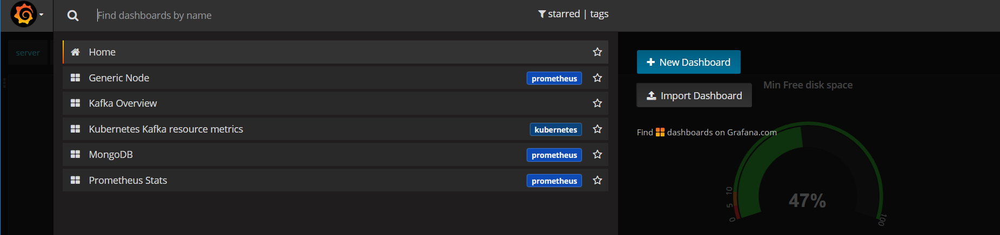 Find dashboards by name
starred | tags
server
Home
Generic Node prometheus
Kafka Overview
Kubernetes Kafka resource metrics kubernetes
MongoDB prometheus
Prometheus Stats prometheus
New Dashboard
Import Dashboard
Min Free disk space
Find dashboards on Grafana.com
47%
0
5
10
100